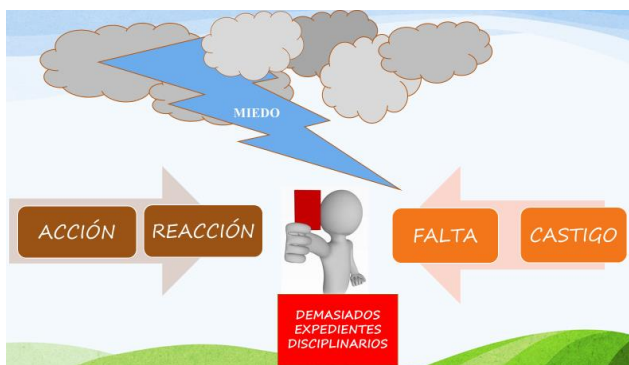 MIEDO
ACCIÓN
REACCIÓN
FALTA
CASTIGO
DEMASIADOS
EXPEDIENTES
DISCIPLINARIOS